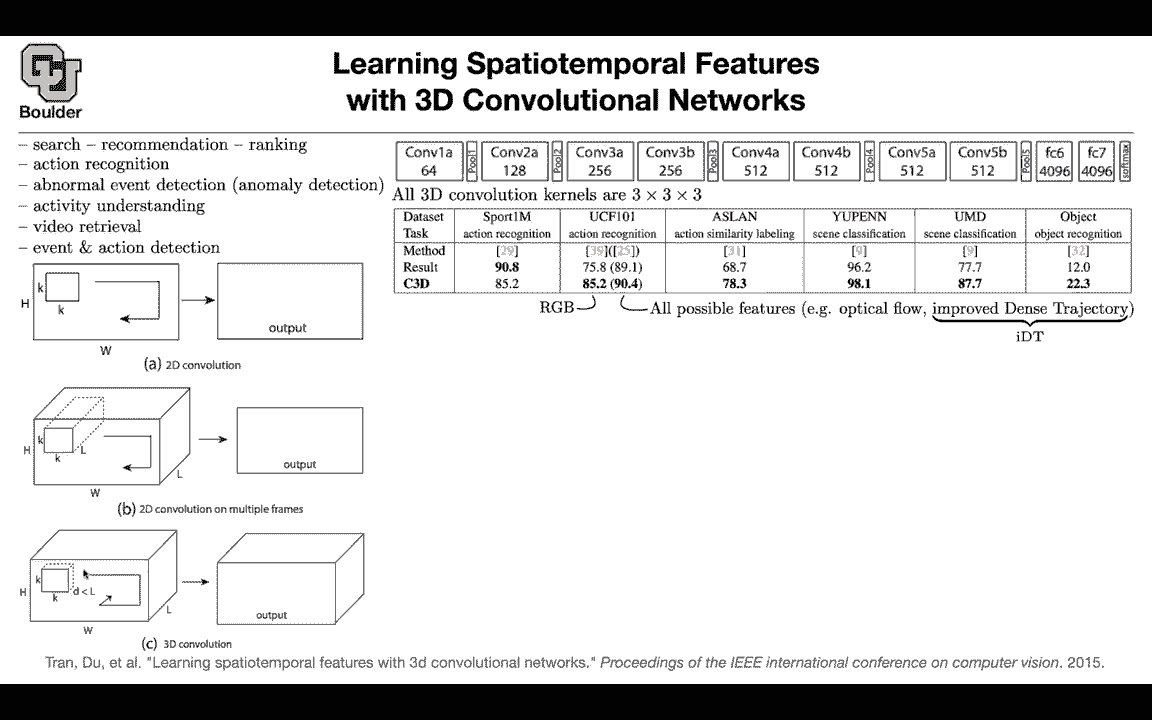 Boulder
Learning Spatiotemporal Features
with 3D Convolutional Networks
– search – recommendation – ranking
– action recognition
– abnormal event detection (anomaly detection)
– activity understanding
– video retrieval
– event & action detection
H
k
k
W
output
(a) 2D convolution
H
k
k
L
W
L
output
(b) 2D convolution on multiple frames
H
k
k
d < L
W
L
output
(c) 3D convolution
Conv1a 64
Pool1
Conv2a 128
Pool2
Conv3a 256
Conv3b 256
Pool3
Conv4a 512
Conv4b 512
Pool4
Conv5a 512
Conv5b 512
Pool5
fc6 4096
fc7 4096
softmax
All 3D convolution kernels are 3 × 3 × 3
Dataset Sport1M UCF101 ASLAN YUPENN UMD Object
Task action recognition action recognition action similarity labeling scene classification scene classification object recognition
Method [29] [39]([25]) [31] [9] [9] [32]
Result 90.8 75.8 (89.1) 68.7 96.2 77.7 12.0
C3D 85.2 85.2 (90.4) 78.3 98.1 87.7 22.3
RGB All possible features (e.g. optical flow, improved Dense Trajectory)
iDT
Tran, Du, et al. "Learning spatiotemporal features with 3d convolutional networks." Proceedings of the IEEE international conference on computer vision. 2015.